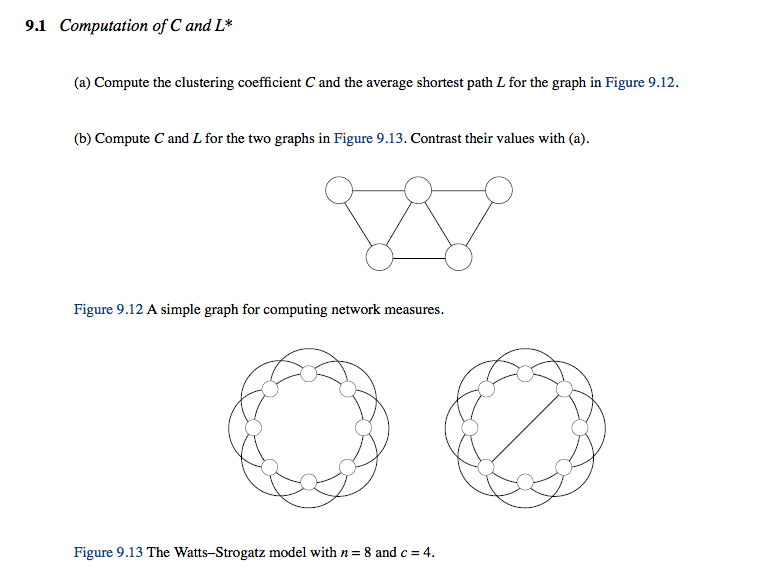 9.1 Computation of C and L*
(a) Compute the clustering coefficient C and the average shortest path L for the graph in Figure 9.12.
(b) Compute C and L for the two graphs in Figure 9.13. Contrast their values with (a).
Figure 9.12 A simple graph for computing network measures.
Figure 9.13 The Watts–Strogatz model with n = 8 and c = 4.